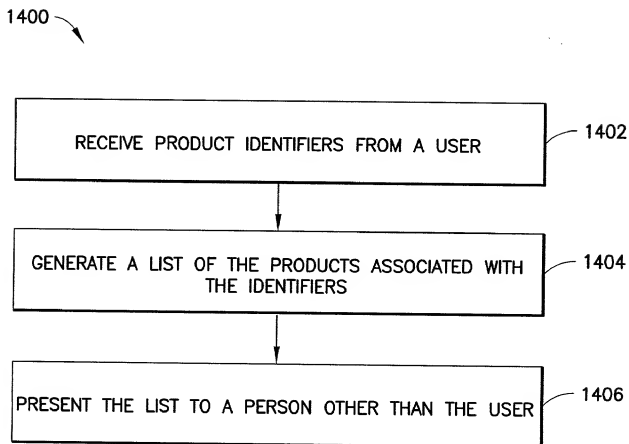 1400
RECEIVE PRODUCT IDENTIFIERS FROM A USER
1402
GENERATE A LIST OF THE PRODUCTS ASSOCIATED WITH
THE IDENTIFIERS
1404
PRESENT THE LIST TO A PERSON OTHER THAN THE USER
1406